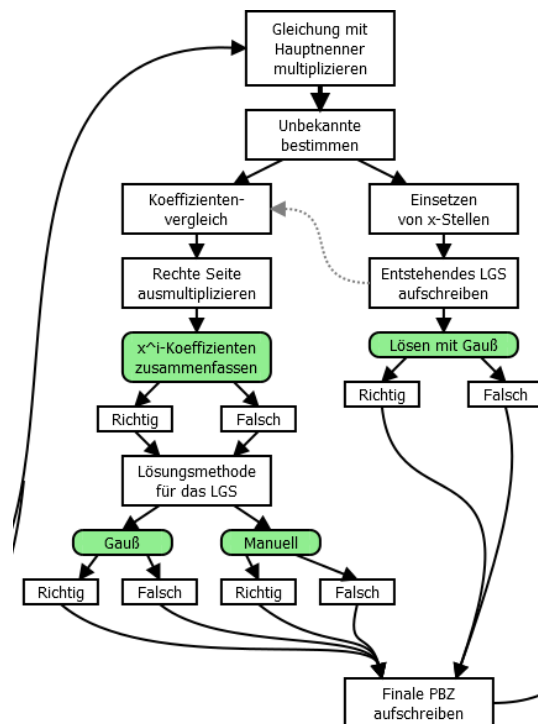 Gleichung mit
Hauptnenner
multiplizieren
Unbekannte
bestimmen
Koeffizienten-
vergleich
Einsetzen
von x-Stellen
Rechte Seite
ausmultiplizieren
Entstehendes LGS
aufschreiben
x^i-Koeffizienten
zusammenfassen
Lösen mit Gauß
Richtig
Falsch
Richtig
Falsch
Lösungsmethode
für das LGS
Gauß
Manuell
Richtig
Falsch
Richtig
Falsch
Finale PBZ
aufschreiben